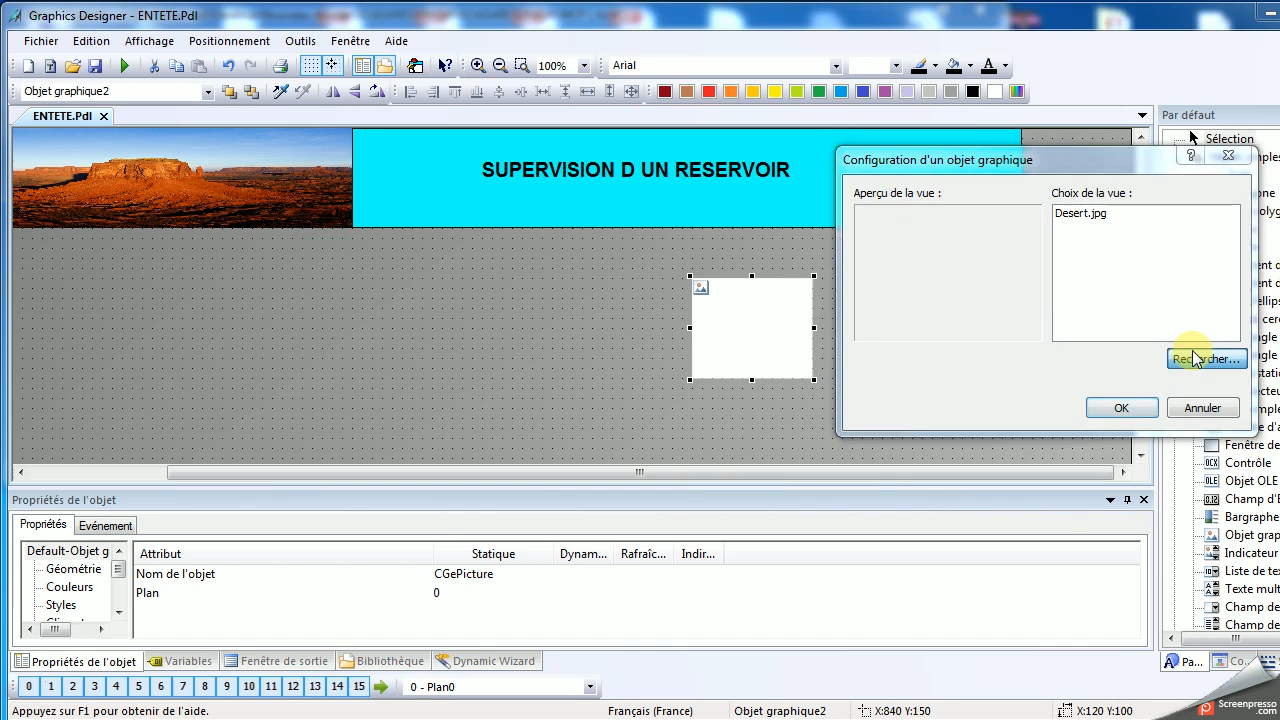 Graphics Designer - ENTETE.Pdl
Fichier Edition Affichage Positionnement Outils Fenêtre Aide
100% Arial
Objet graphique2
ENTETE.Pdl
Par défaut
Sélection
SUPERVISION D UN RESERVOIR
Configuration d'un objet graphique
Aperçu de la vue :
Choix de la vue :
Desert.jpg
Rechercher...
OK
Annuler
Fenêtre de
Contrôle
Objet OLE
Champ d'E
Bargraphe
Objet grap
Indicateur
Liste de tex
Texte mult
Champ de
Champ de
Propriétés de l'objet
Propriétés Evénement
Default-Objet g
Géométrie
Couleurs
Styles
Attribut Statique Dynam... Rafraîc... Indir...
Nom de l'objet CGePicture
Plan 0
Propriétés de l'objet Variables Fenêtre de sortie Bibliothèque Dynamic Wizard
Pa... Co...
0 1 2 3 4 5 6 7 8 9 10 11 12 13 14 15 0 - Plan0
Appuyez sur F1 pour obtenir de l'aide. Français (France) Objet graphique2 X:840 Y:150 X:120 Y:100
Screenpresso
.com